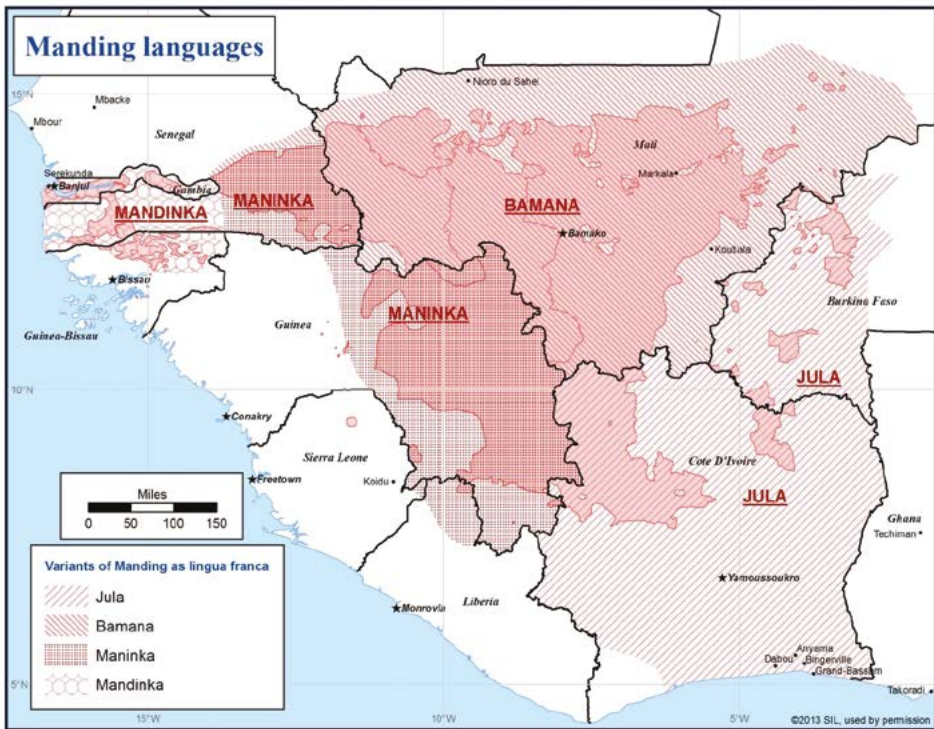 Manding languages
15°N
Mbacke
Mbour
Senegal
Nioro du Sahel
Mali
Markala
Serekunda
Banjul
Gambia
MANDINKA
MANINKA
BAMANA
Bamako
Koutiala
Bissau
Guinea-Bissau
Guinea
MANINKA
Burkina Faso
JULA
10°N
Conakry
Sierra Leone
Freetown
Koidu
Cote D'Ivoire
JULA
Ghana
Techiman
Miles
0 50 100 150
Variants of Manding as lingua franca
Jula
Bamana
Maninka
Mandinka
Yamoussoukro
Monrovia
Liberia
Anyama
Dabou
Bingerville
Grand-Bassam
Takoradi
5°N
15°W
10°W
5°W
©2013 SIL, used by permission